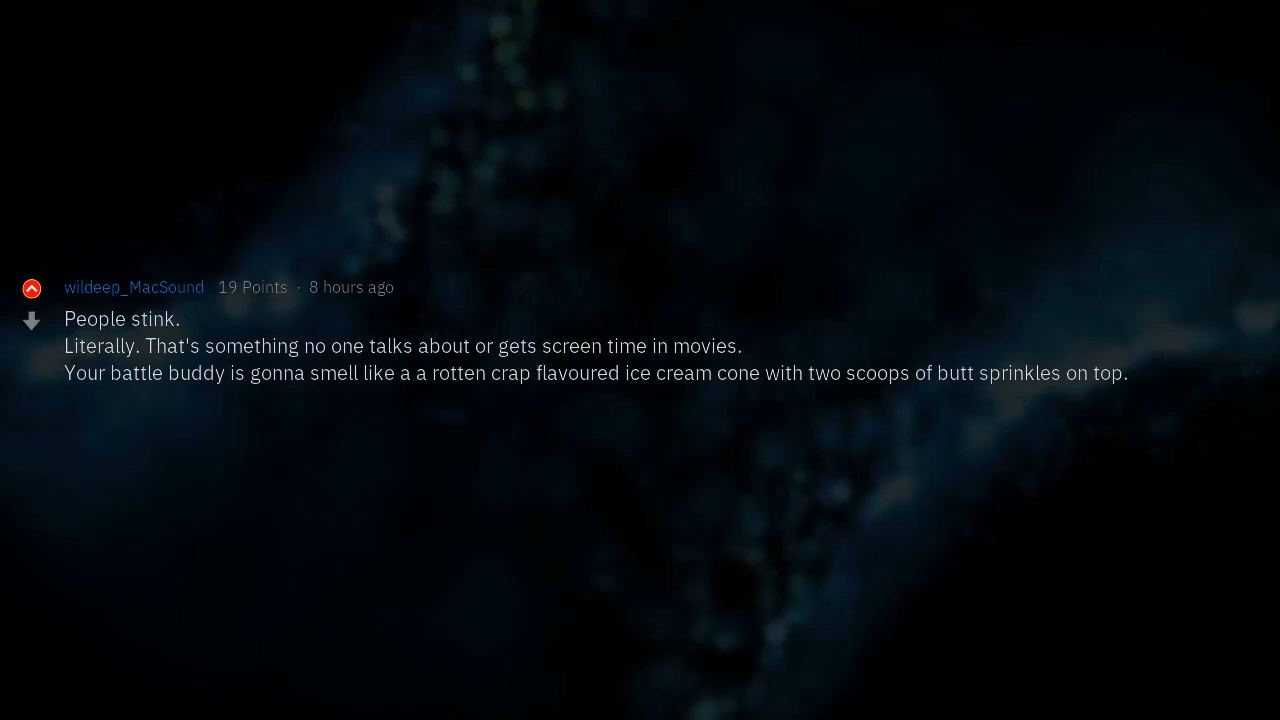 wildeep_MacSound 19 Points · 8 hours ago
People stink.
Literally. That's something no one talks about or gets screen time in movies.
Your battle buddy is gonna smell like a a rotten crap flavoured ice cream cone with two scoops of butt sprinkles on top.